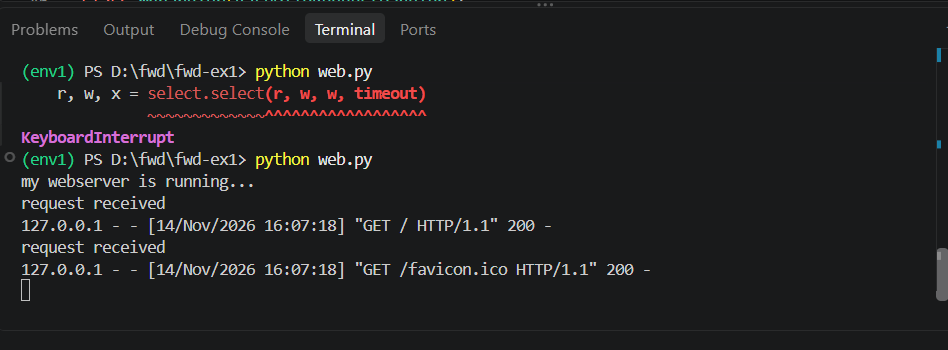 Problems Output Debug Console Terminal Ports
(env1) PS D:\fwd\fwd-ex1> python web.py
    r, w, x = select.select(r, w, w, timeout)
              ~~~~~~~~~~~~~^^^^^^^^^^^^^^^^^^
KeyboardInterrupt
(env1) PS D:\fwd\fwd-ex1> python web.py
my webserver is running...
request received
127.0.0.1 - - [14/Nov/2026 16:07:18] "GET / HTTP/1.1" 200 -
request received
127.0.0.1 - - [14/Nov/2026 16:07:18] "GET /favicon.ico HTTP/1.1" 200 -